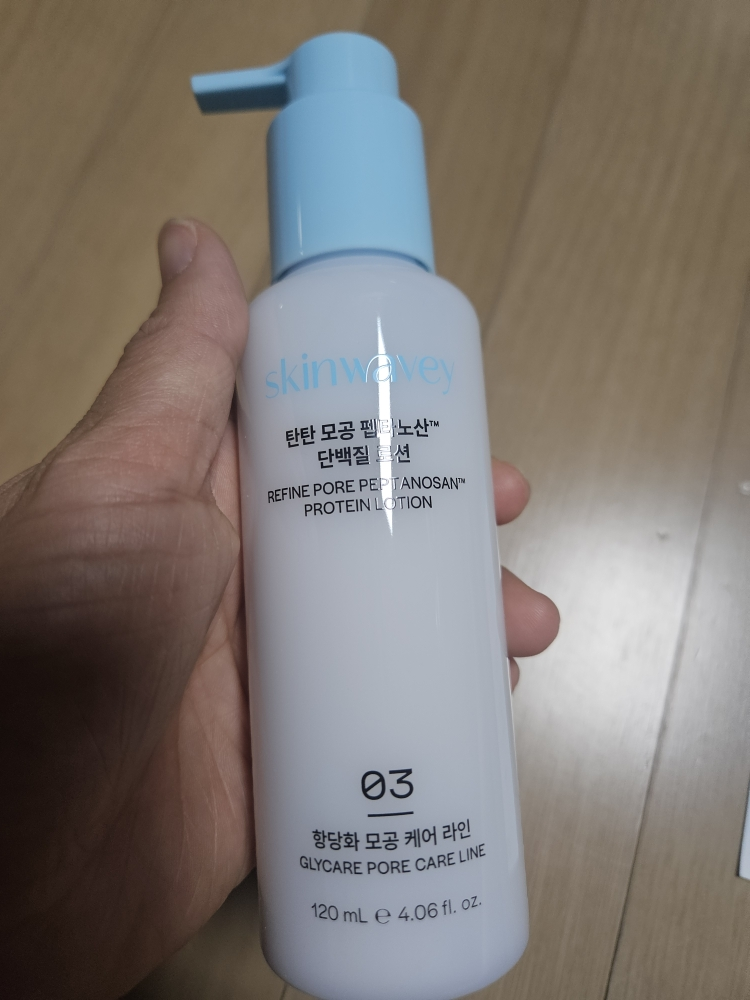 skinwavey
탄탄 모공 펩타노산™
단백질 로션
REFINE PORE PEPTANOSAN™
PROTEIN LOTION
03
항당화 모공 케어 라인
GLYCARE PORE CARE LINE
120 mL ℮ 4.06 fl. oz.